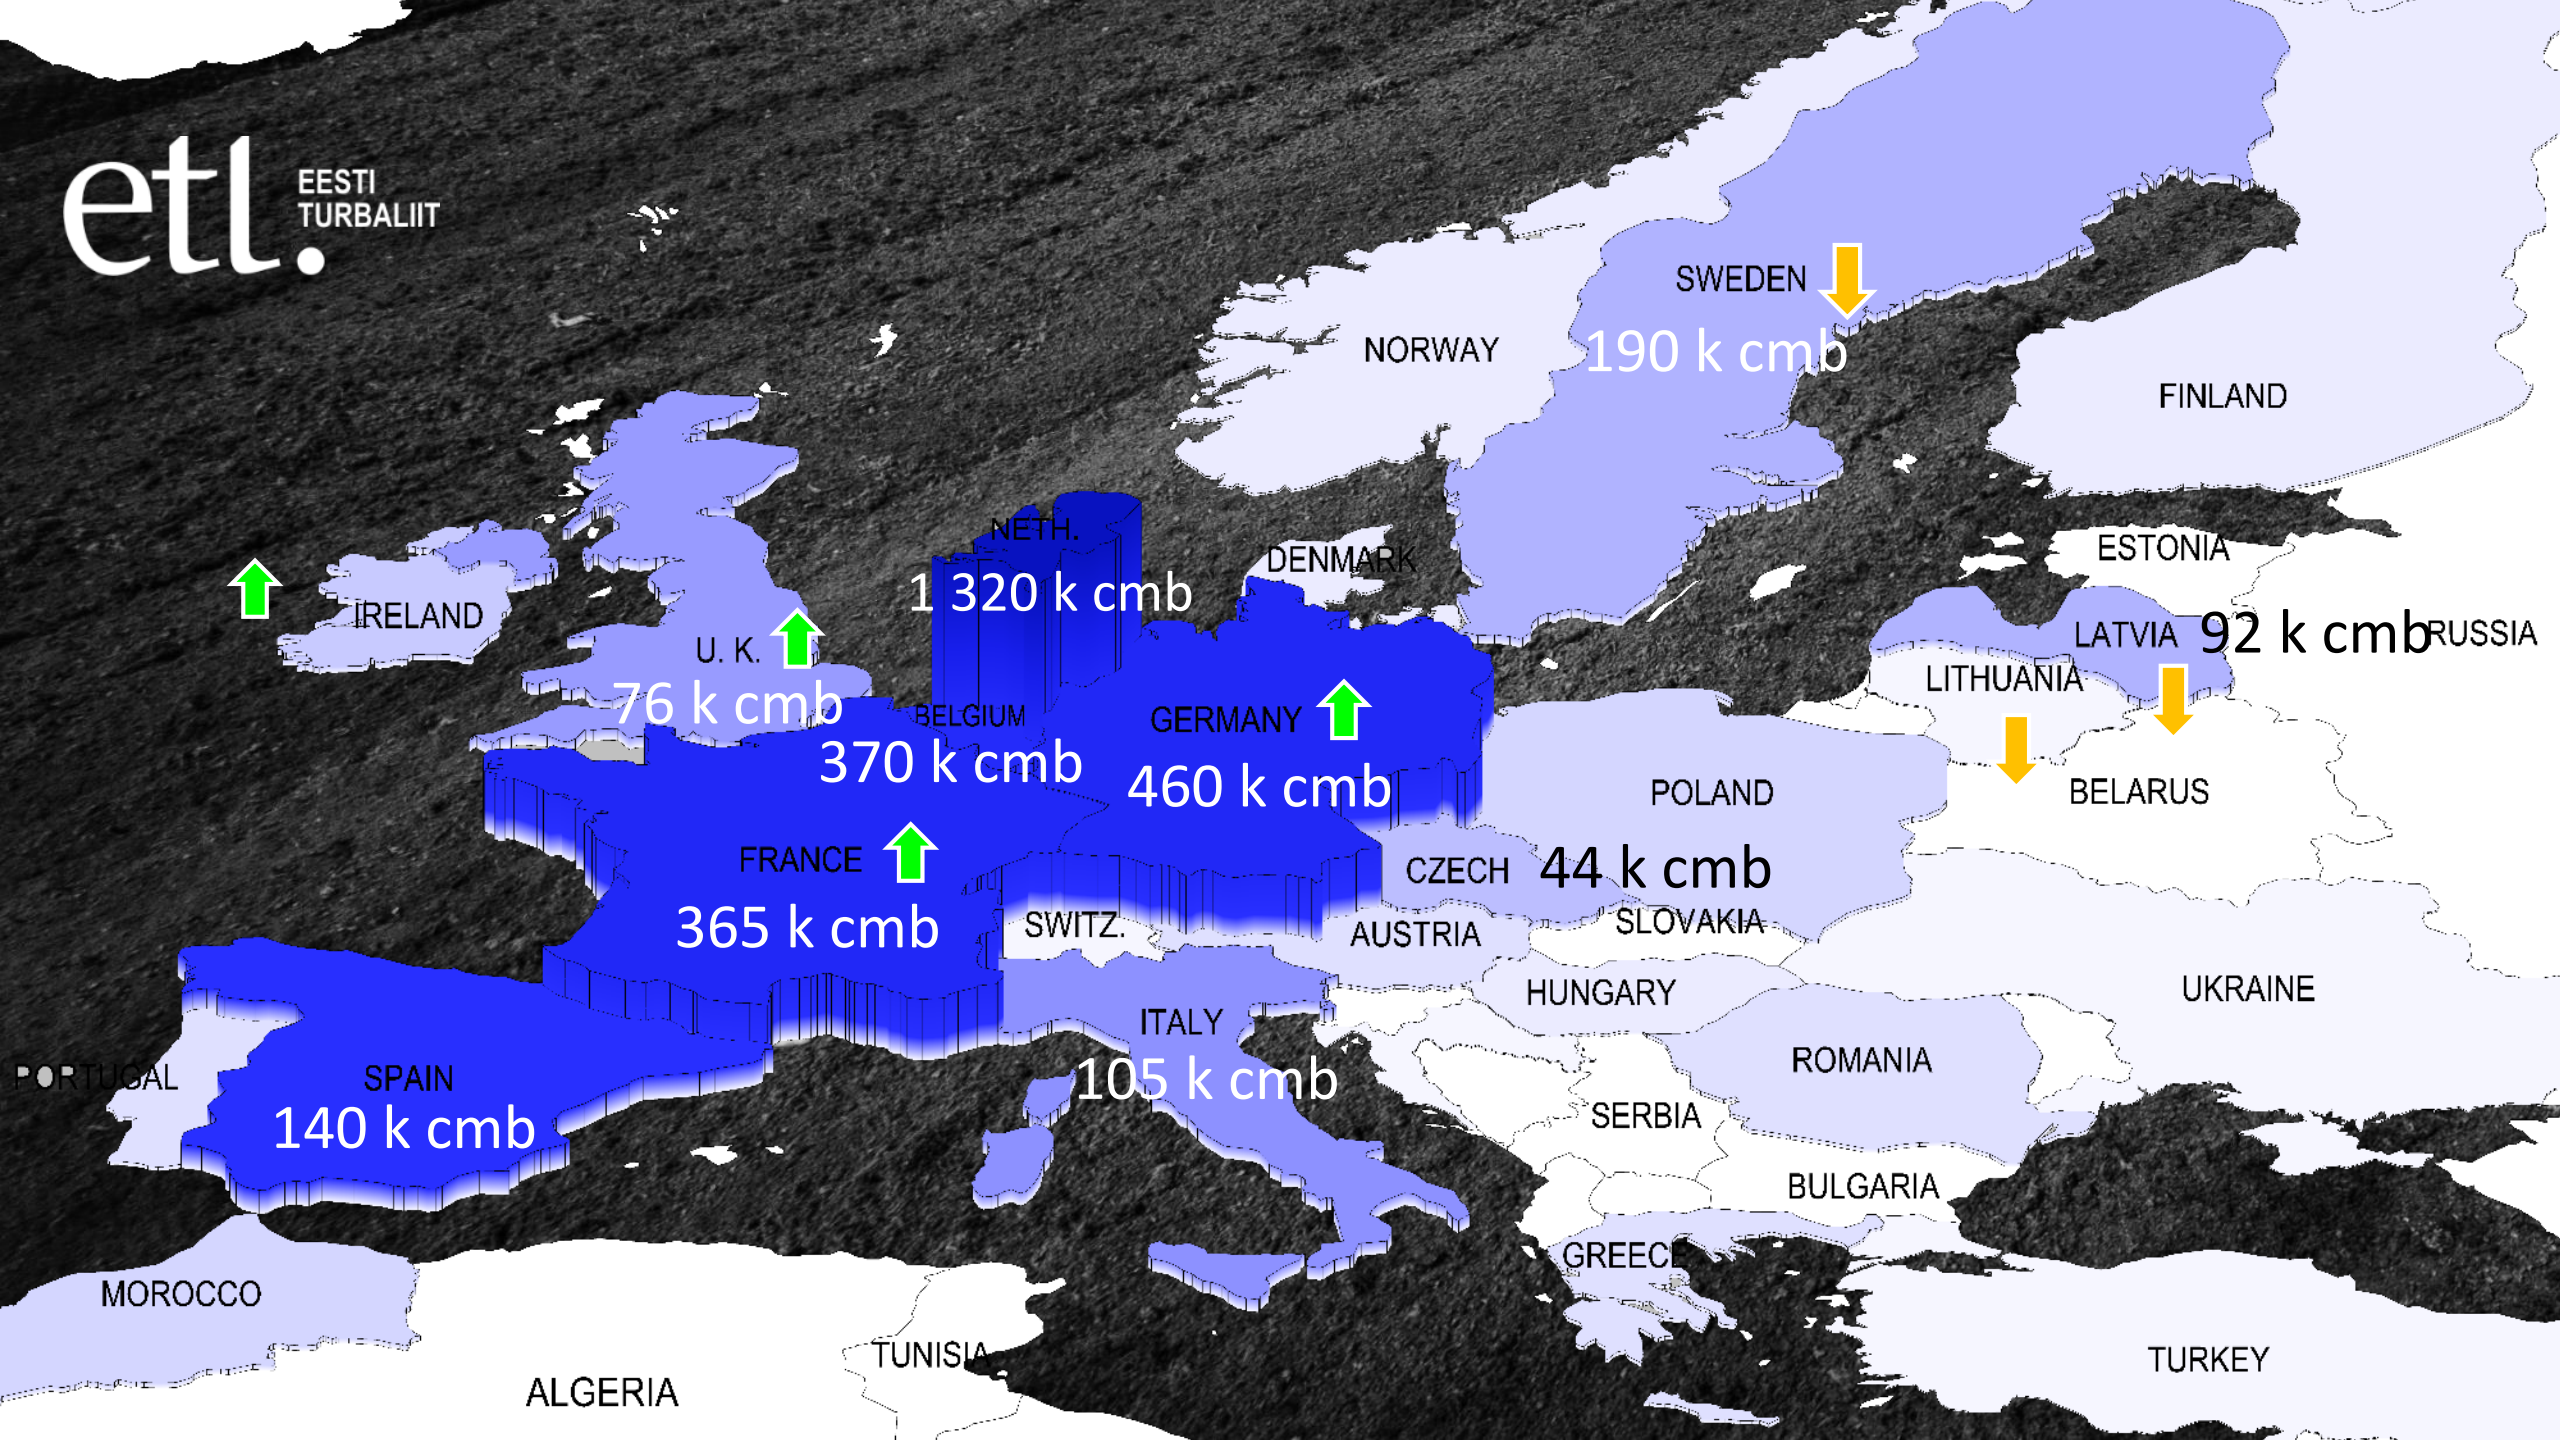 etl.
EESTI
TURBALIIT
SWEDEN
190 k cmb
NORWAY
FINLAND
NETH.
1 320 k cmb
DENMARK
ESTONIA
IRELAND
U. K.
76 k cmb
LATVIA
92 k cmb
RUSSIA
LITHUANIA
BELGIUM
370 k cmb
GERMANY
460 k cmb
POLAND
BELARUS
FRANCE
365 k cmb
CZECH
44 k cmb
SWITZ.
AUSTRIA
SLOVAKIA
HUNGARY
UKRAINE
ITALY
105 k cmb
ROMANIA
PORTUGAL
SPAIN
140 k cmb
SERBIA
BULGARIA
GREECE
MOROCCO
ALGERIA
TUNISIA
TURKEY